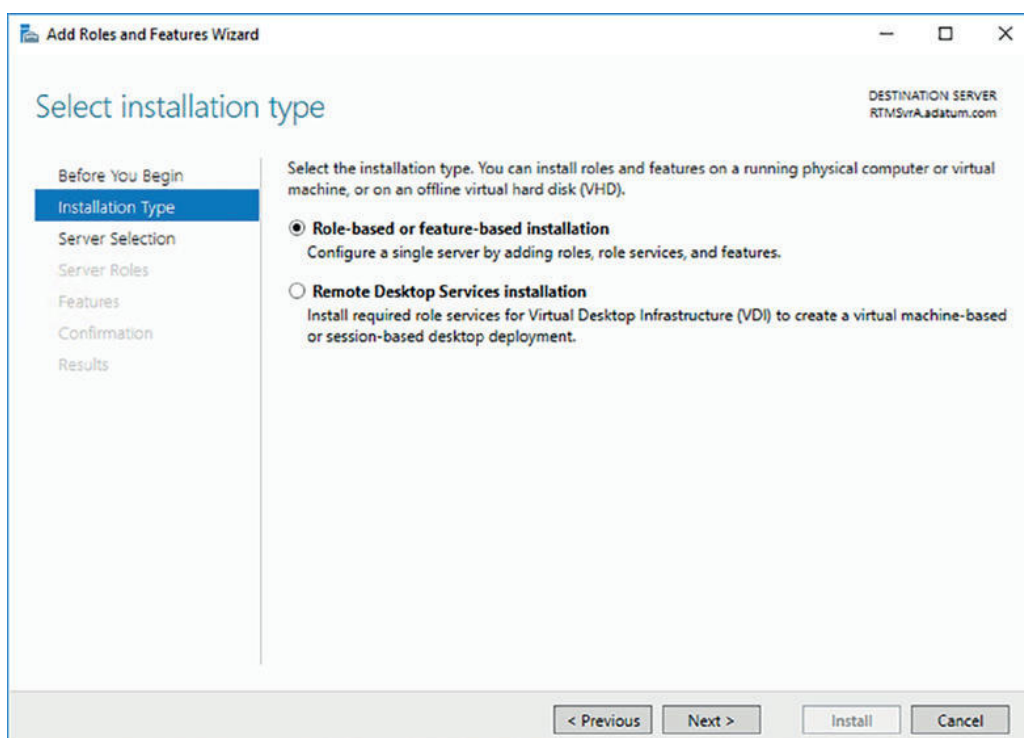 Add Roles and Features Wizard
Select installation type
DESTINATION SERVER
RTMSvrA.adatum.com
Before You Begin
Installation Type
Server Selection
Server Roles
Features
Confirmation
Results
Select the installation type. You can install roles and features on a running physical computer or virtual
machine, or on an offline virtual hard disk (VHD).
Role-based or feature-based installation
Configure a single server by adding roles, role services, and features.
Remote Desktop Services installation
Install required role services for Virtual Desktop Infrastructure (VDI) to create a virtual machine-based
or session-based desktop deployment.
< Previous
Next >
Install
Cancel